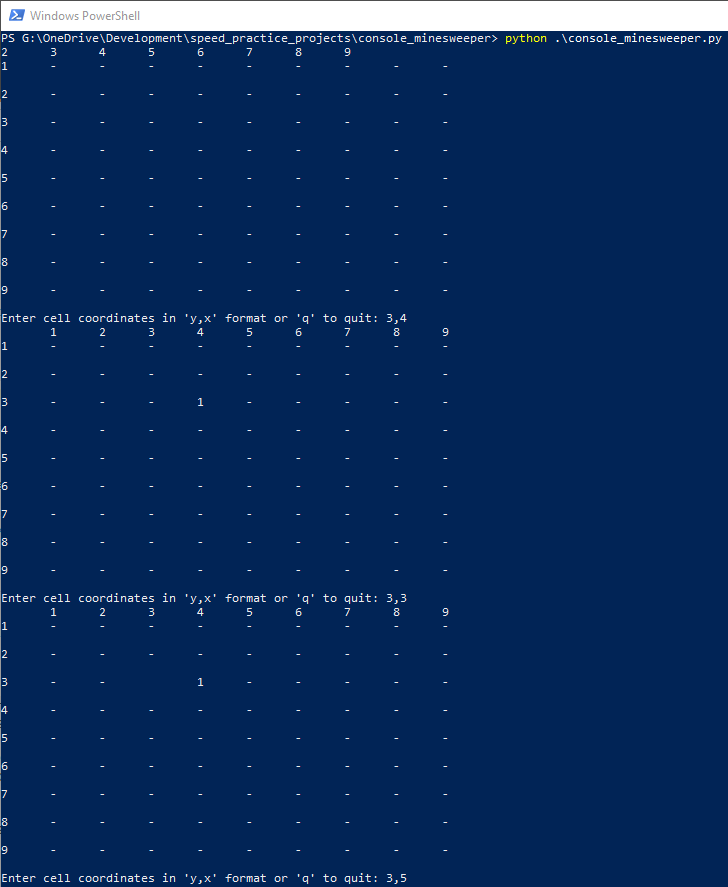 Windows PowerShell
PS G:\OneDrive\Development\speed_practice_projects\console_minesweeper> python .\console_minesweeper.py
2 3 4 5 6 7 8 9
1 - - - - - - - - -
2 - - - - - - - - -
3 - - - - - - - - -
4 - - - - - - - - -
5 - - - - - - - - -
6 - - - - - - - - -
7 - - - - - - - - -
8 - - - - - - - - -
9 - - - - - - - - -
Enter cell coordinates in 'y,x' format or 'q' to quit: 3,4
1 2 3 4 5 6 7 8 9
1 - - - - - - - - -
2 - - - - - - - - -
3 - - - 1 - - - - -
4 - - - - - - - - -
5 - - - - - - - - -
6 - - - - - - - - -
7 - - - - - - - - -
8 - - - - - - - - -
9 - - - - - - - - -
Enter cell coordinates in 'y,x' format or 'q' to quit: 3,3
1 2 3 4 5 6 7 8 9
1 - - - - - - - - -
2 - - - - - - - - -
3 - -   1 - - - - -
4 - - - - - - - - -
5 - - - - - - - - -
6 - - - - - - - - -
7 - - - - - - - - -
8 - - - - - - - - -
9 - - - - - - - - -
Enter cell coordinates in 'y,x' format or 'q' to quit: 3,5